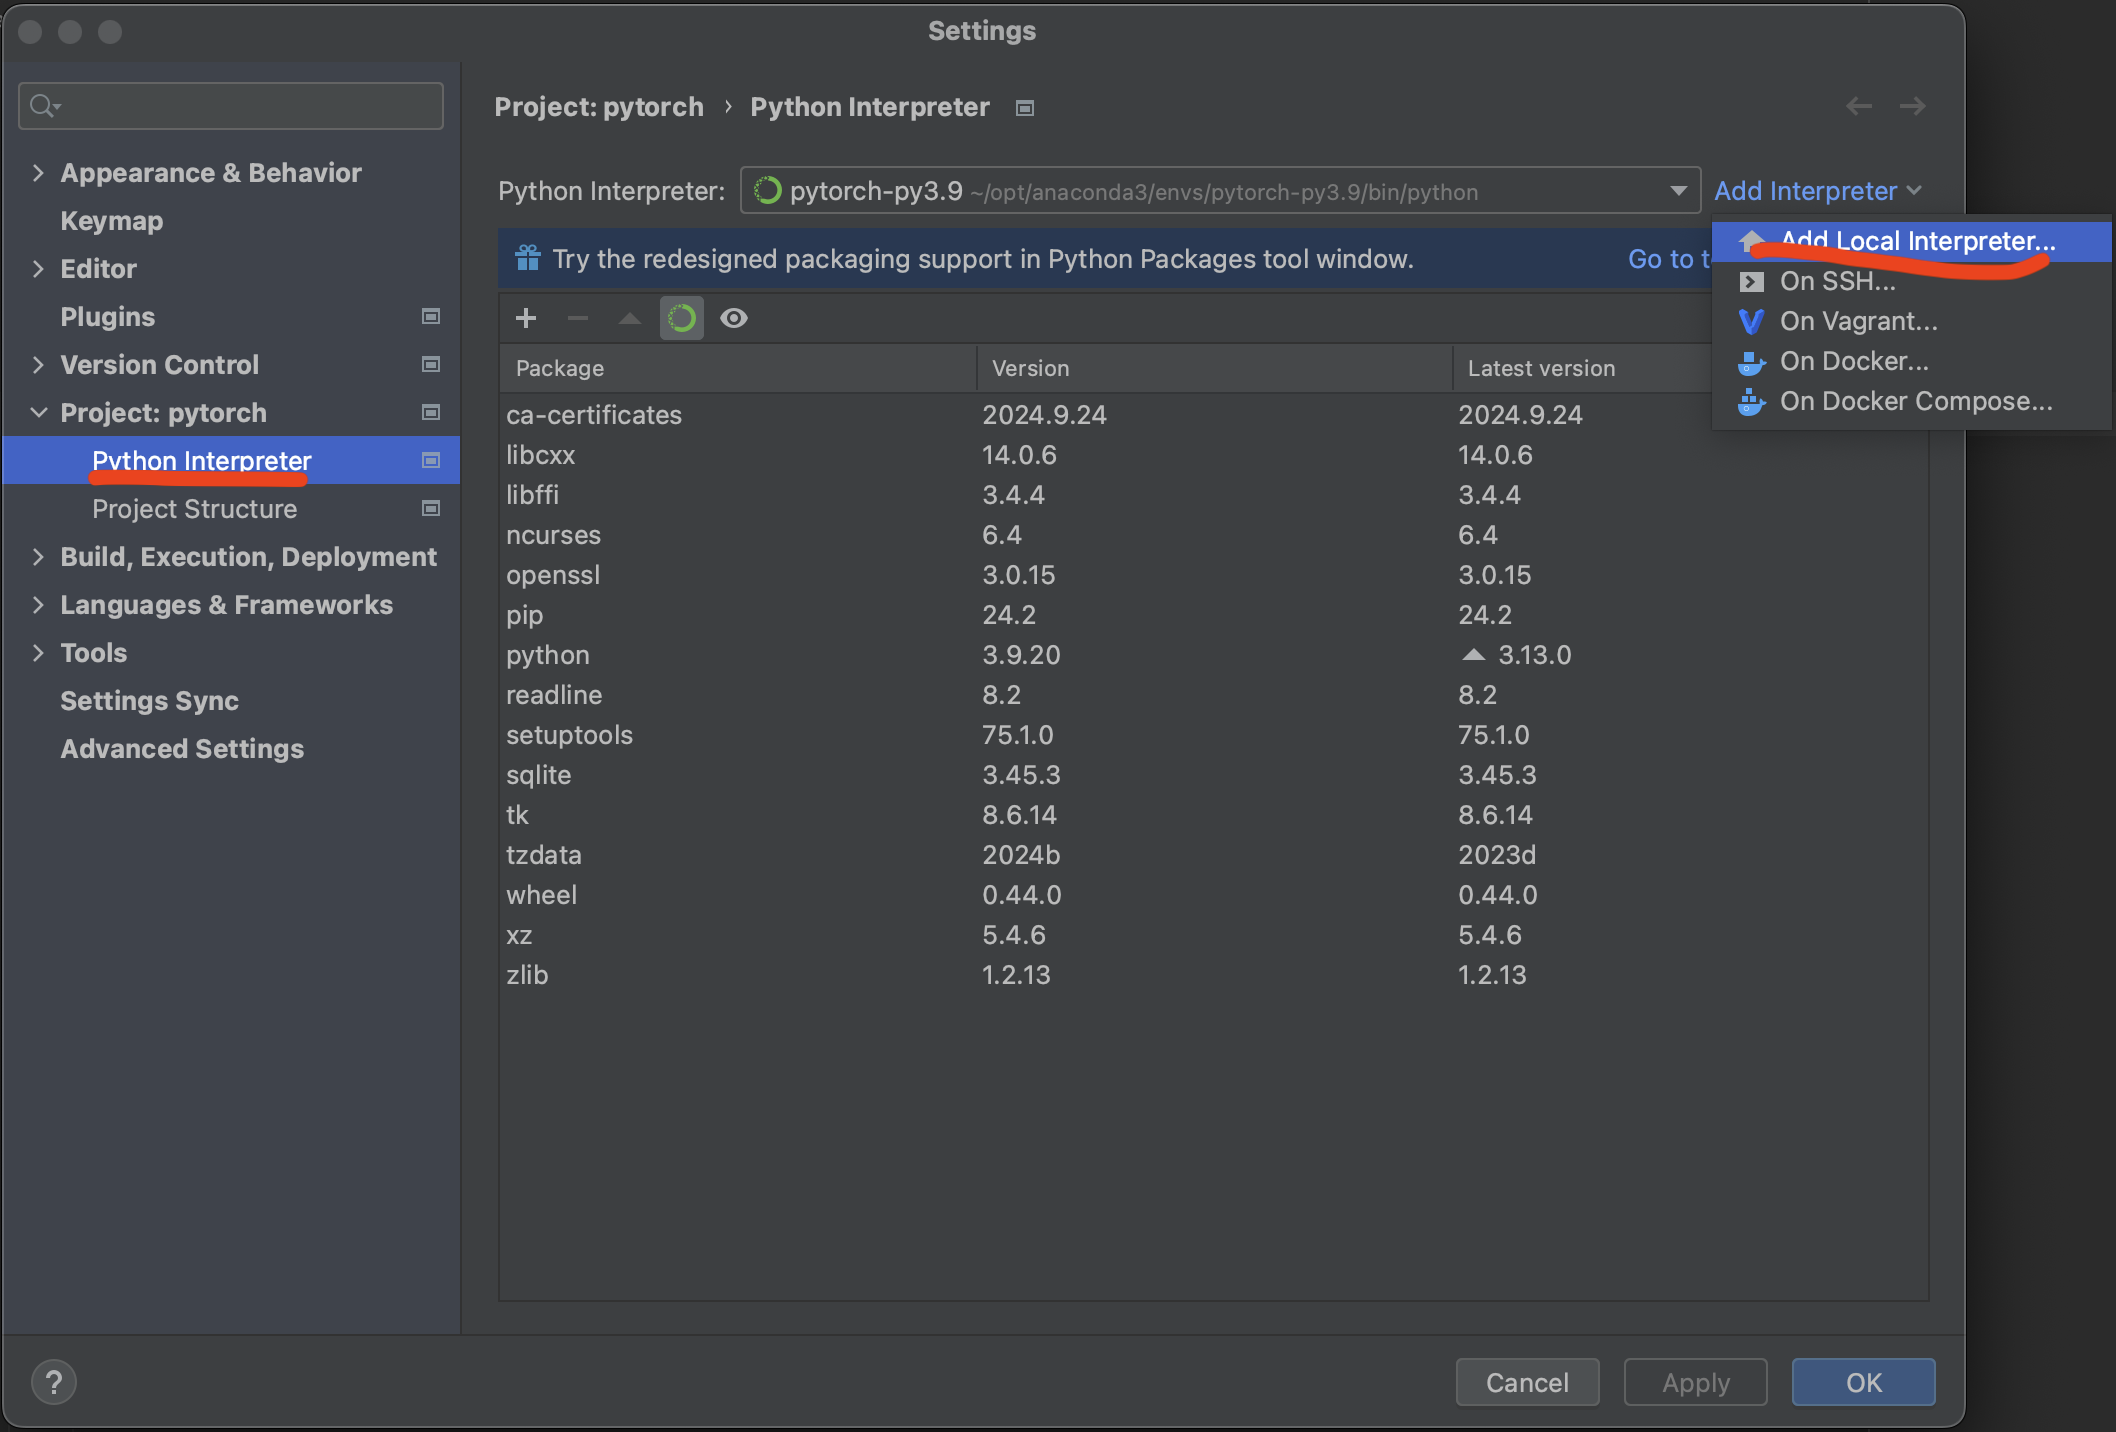 Settings
Appearance & Behavior
Keymap
Editor
Plugins
Version Control
Project: pytorch
Python Interpreter
Project Structure
Build, Execution, Deployment
Languages & Frameworks
Tools
Settings Sync
Advanced Settings
Project: pytorch › Python Interpreter
Python Interpreter: pytorch-py3.9 ~/opt/anaconda3/envs/pytorch-py3.9/bin/python Add Interpreter
Try the redesigned packaging support in Python Packages tool window. Go to t
Add Local Interpreter...
On SSH...
On Vagrant...
On Docker...
On Docker Compose...
Package Version Latest version
ca-certificates 2024.9.24 2024.9.24
libcxx 14.0.6 14.0.6
libffi 3.4.4 3.4.4
ncurses 6.4 6.4
openssl 3.0.15 3.0.15
pip 24.2 24.2
python 3.9.20 3.13.0
readline 8.2 8.2
setuptools 75.1.0 75.1.0
sqlite 3.45.3 3.45.3
tk 8.6.14 8.6.14
tzdata 2024b 2023d
wheel 0.44.0 0.44.0
xz 5.4.6 5.4.6
zlib 1.2.13 1.2.13
? Cancel Apply OK